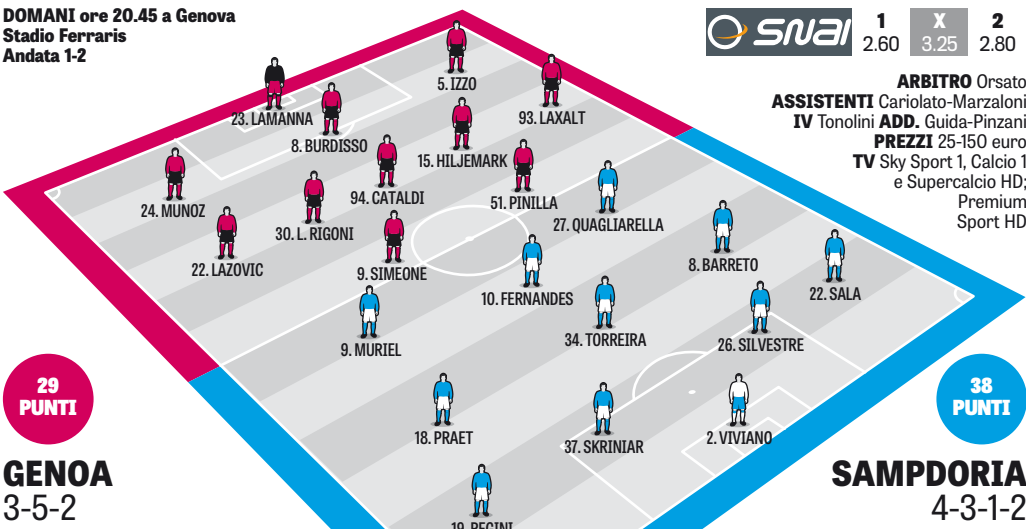 DOMANI ore 20.45 a Genova
Stadio Ferraris
Andata 1-2
SNAI
1 X 2
2.60 3.25 2.80
ARBITRO Orsato
ASSISTENTI Cariolato-Marzaloni
IV Tonolini ADD. Guida-Pinzani
PREZZI 25-150 euro
TV Sky Sport 1, Calcio 1
e Supercalcio HD;
Premium
Sport HD
5. IZZO
23. LAMANNA
93. LAXALT
8. BURDISSO
15. HILJEMARK
94. CATALDI
51. PINILLA
24. MUNOZ
30. L. RIGONI
27. QUAGLIARELLA
22. LAZOVIC
9. SIMEONE
8. BARRETO
10. FERNANDES
22. SALA
34. TORREIRA
9. MURIEL
26. SILVESTRE
18. PRAET
37. SKRINIAR
2. VIVIANO
19. REGINI
29
PUNTI
GENOA
3-5-2
38
PUNTI
SAMPDORIA
4-3-1-2